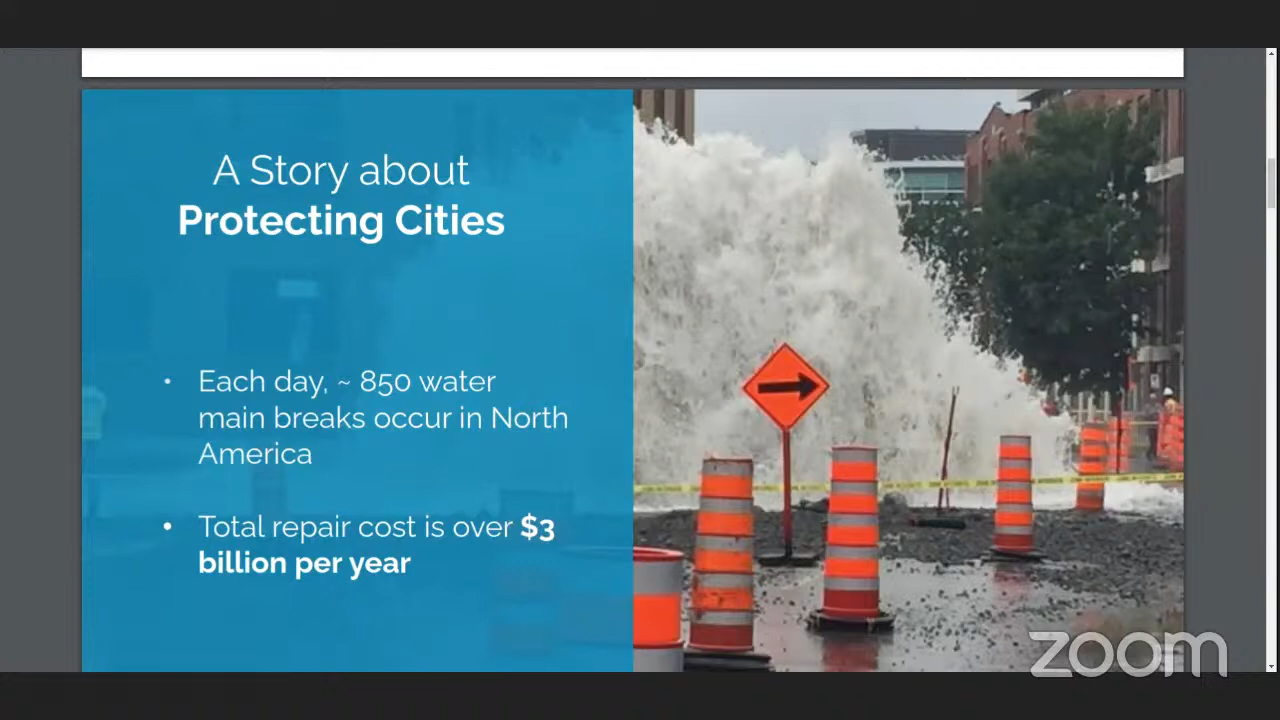 A Story about
Protecting Cities
• Each day, ~ 850 water
main breaks occur in North
America
• Total repair cost is over $3
billion per year
zoom